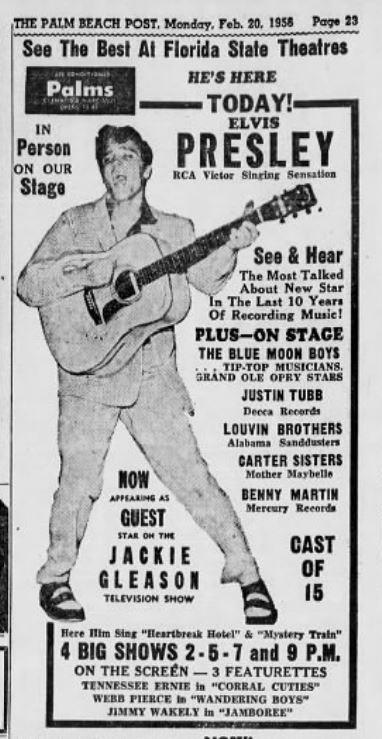 THE PALM BEACH POST, Monday, Feb. 20, 1956 Page 23
See The Best At Florida State Theatres
AIR CONDITIONED
Palms
HE'S HERE
TODAY!
ELVIS
PRESLEY
RCA Victor Singing Sensation
IN
Person
ON OUR
Stage
See & Hear
The Most Talked
About New Star
In The Last 10 Years
Of Recording Music!
PLUS—ON STAGE
THE BLUE MOON BOYS
. . . TIP-TOP MUSICIANS.
GRAND OLE OPRY STARS
JUSTIN TUBB
Decca Records
LOUVIN BROTHERS
Alabama Sanddusters
CARTER SISTERS
Mother Maybelle
BENNY MARTIN
Mercury Records
CAST
OF
15
NOW
APPEARING AS
GUEST
STAR ON THE
JACKIE
GLEASON
TELEVISION SHOW
Here Him Sing "Heartbreak Hotel" & "Mystery Train"
4 BIG SHOWS 2-5-7 and 9 P.M.
ON THE SCREEN — 3 FEATURETTES
TENNESSEE ERNIE in "CORRAL CUTIES"
WEBB PIERCE in "WANDERING BOYS"
JIMMY WAKELY in "JAMBOREE"